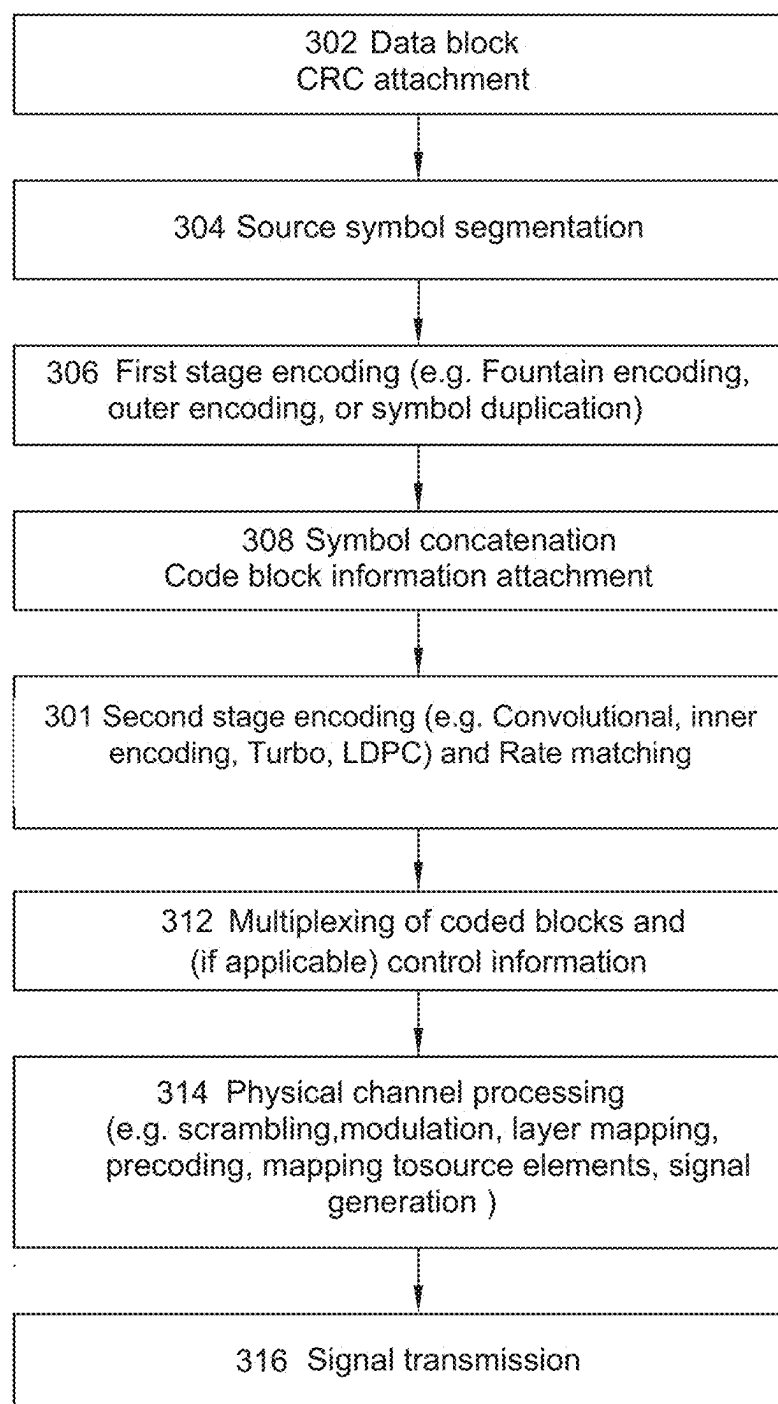 302 Data block
CRC attachment
304 Source symbol segmentation
306 First stage encoding (e.g. Fountain encoding,
outer encoding, or symbol duplication)
308 Symbol concatenation
Code block information attachment
301 Second stage encoding (e.g. Convolutional, inner
encoding, Turbo, LDPC) and Rate matching
312 Multiplexing of coded blocks and
(if applicable) control information
314 Physical channel processing
(e.g. scrambling,modulation, layer mapping,
precoding, mapping tosource elements, signal
generation )
316 Signal transmission